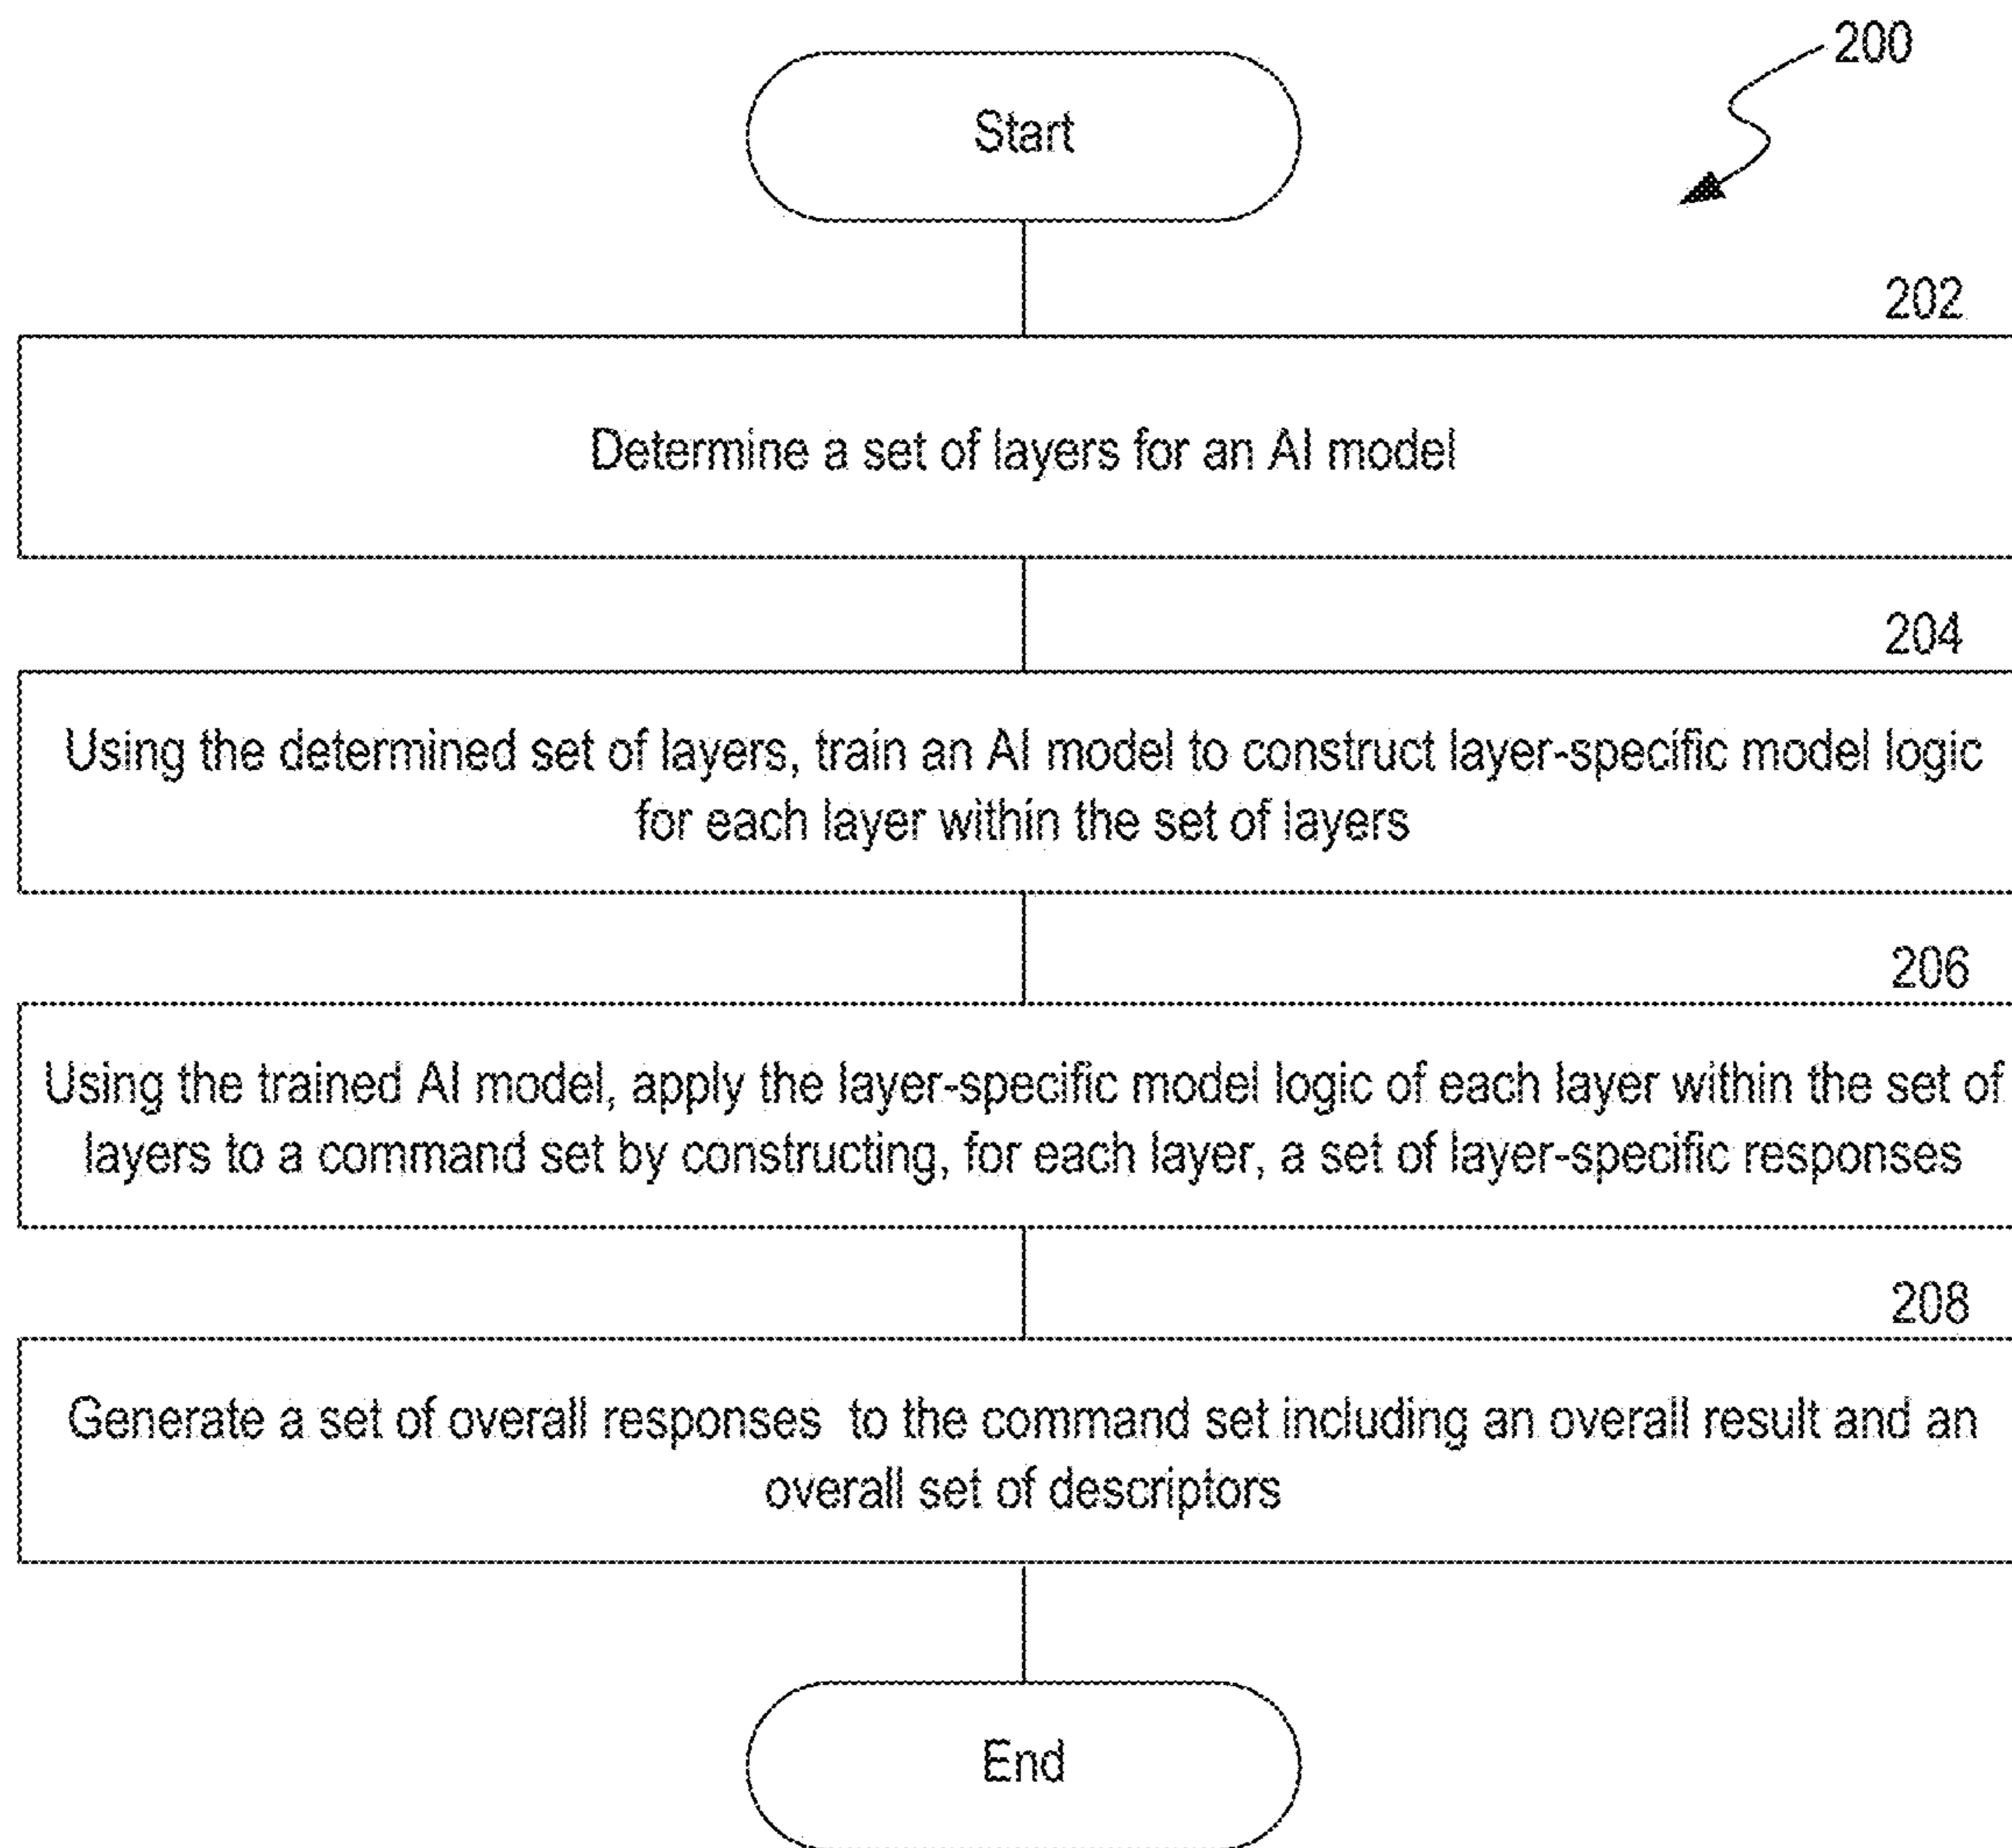 200
Start
202
Determine a set of layers for an AI model
204
Using the determined set of layers, train an AI model to construct layer-specific model logic
for each layer within the set of layers
206
Using the trained AI model, apply the layer-specific model logic of each layer within the set of
layers to a command set by constructing, for each layer, a set of layer-specific responses
208
Generate a set of overall responses to the command set including an overall result and an
overall set of descriptors
End